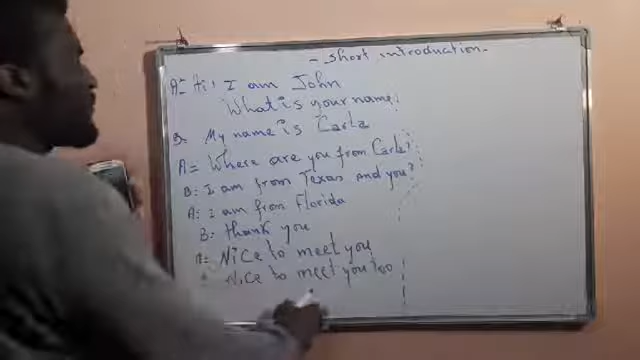 - short introduction -
A= Hi! I am John
What is your name?
B= My name is Carla
A= Where are you from Carla?
B: I am from Texas and you?
A: I am from Florida
B: thank you
A: Nice to meet you
Nice to meet you too